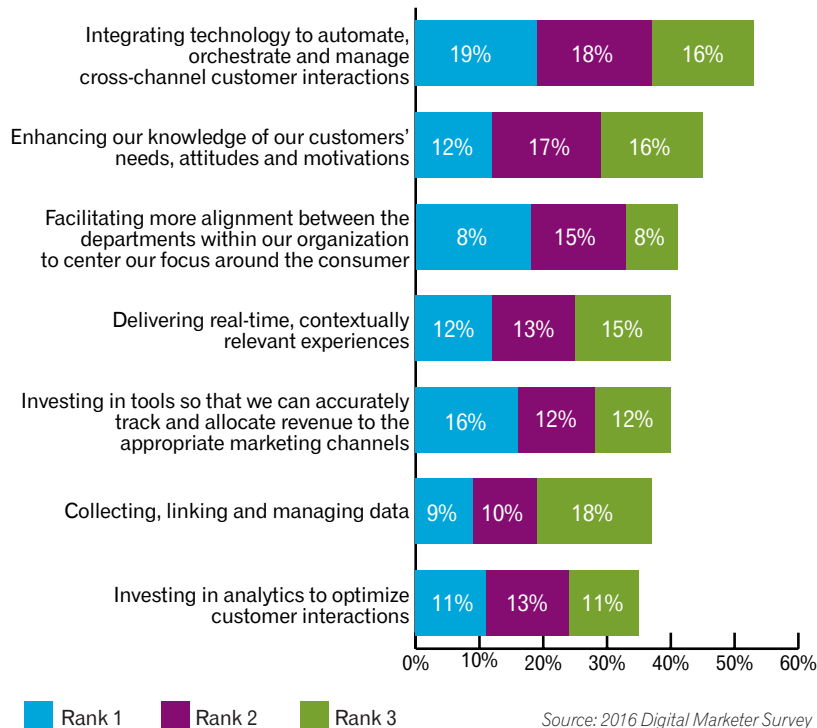 Integrating technology to automate,
orchestrate and manage
cross-channel customer interactions
19% 18% 16%
Enhancing our knowledge of our customers’
needs, attitudes and motivations
12% 17% 16%
Facilitating more alignment between the
departments within our organization
to center our focus around the consumer
8% 15% 8%
Delivering real-time, contextually
relevant experiences
12% 13% 15%
Investing in tools so that we can accurately
track and allocate revenue to the
appropriate marketing channels
16% 12% 12%
Collecting, linking and managing data
9% 10% 18%
Investing in analytics to optimize
customer interactions
11% 13% 11%
0% 10% 20% 30% 40% 50% 60%
Rank 1 Rank 2 Rank 3
Source: 2016 Digital Marketer Survey